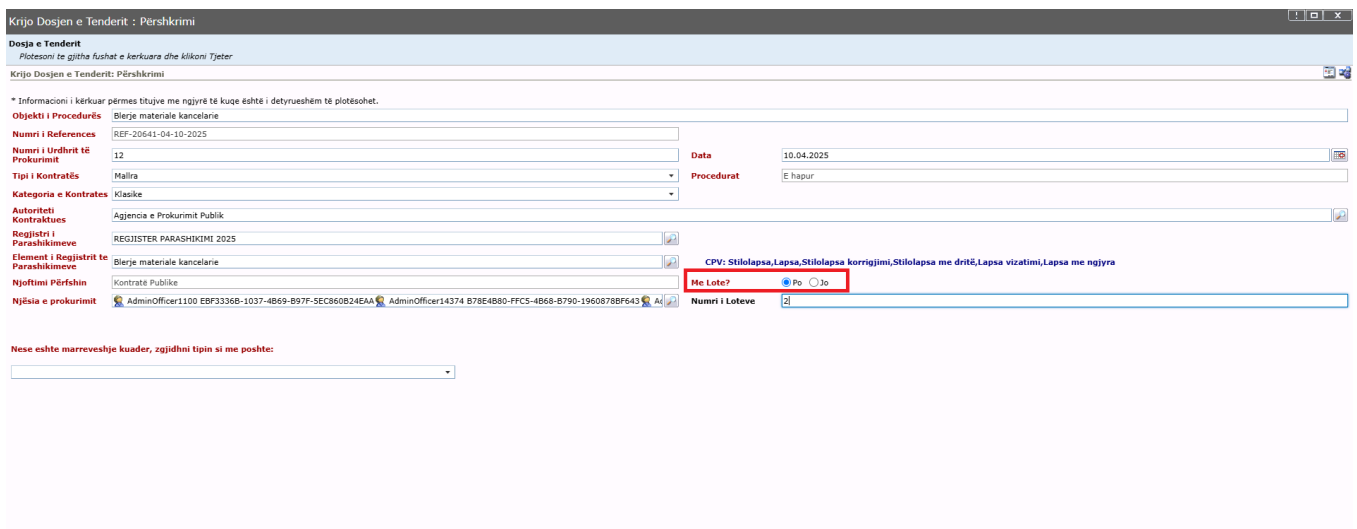 Krijo Dosjen e Tenderit : Përshkrimi
Dosja e Tenderit
Plotesoni te gjitha fushat e kerkuara dhe klikoni Tjeter
Krijo Dosjen e Tenderit: Përshkrimi
* Informacioni i kërkuar përmes titujve me ngjyrë të kuqe është i detyrueshëm të plotësohet.
Objekti i Procedurës Blerje materiale kancelarie
Numri i References REF-20641-04-10-2025
Numri i Urdhrit të Prokurimit 12 Data 10.04.2025
Tipi i Kontratës Mallra Procedurat E hapur
Kategoria e Kontrates Klasike
Autoriteti Kontraktues Agjencia e Prokurimit Publik
Regjistri i Parashikimeve REGJISTER PARASHIKIMI 2025
Element i Regjistrit te Parashikimeve Blerje materiale kancelarie CPV: Stilolapsa,Lapsa,Stilolapsa korrigjimi,Stilolapsa me dritë,Lapsa vizatimi,Lapsa me ngjyra
Njoftimi Përfshin Kontratë Publike Me Lote? Po Jo
Njësia e prokurimit AdminOfficer1100 EBF3336B-1037-4B69-B97F-5EC860B24EAA AdminOfficer14374 B78E4B80-FFC5-4B68-B790-1960878BF643 Numri i Loteve 2
Nese eshte marreveshje kuader, zgjidhni tipin si me poshte: